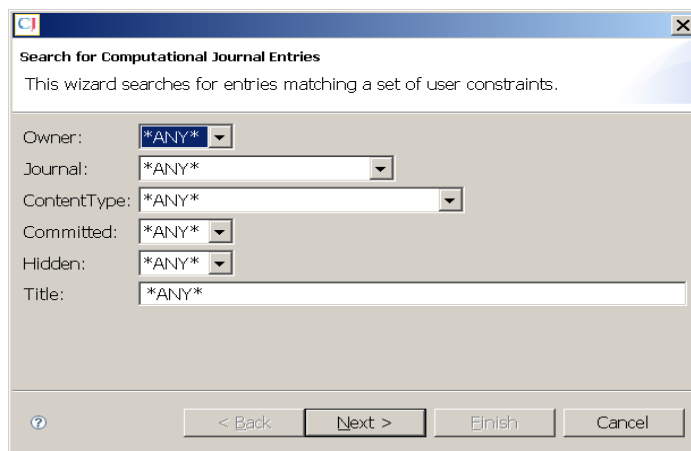 CJ
Search for Computational Journal Entries
This wizard searches for entries matching a set of user constraints.
Owner: *ANY*
Journal: *ANY*
ContentType: *ANY*
Committed: *ANY*
Hidden: *ANY*
Title: *ANY*
? < Back Next > Finish Cancel